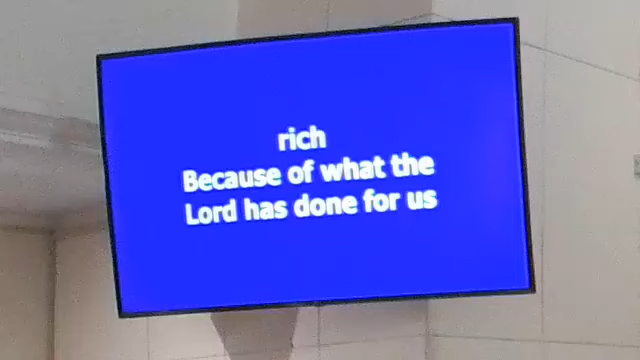 rich
Because of what the
Lord has done for us